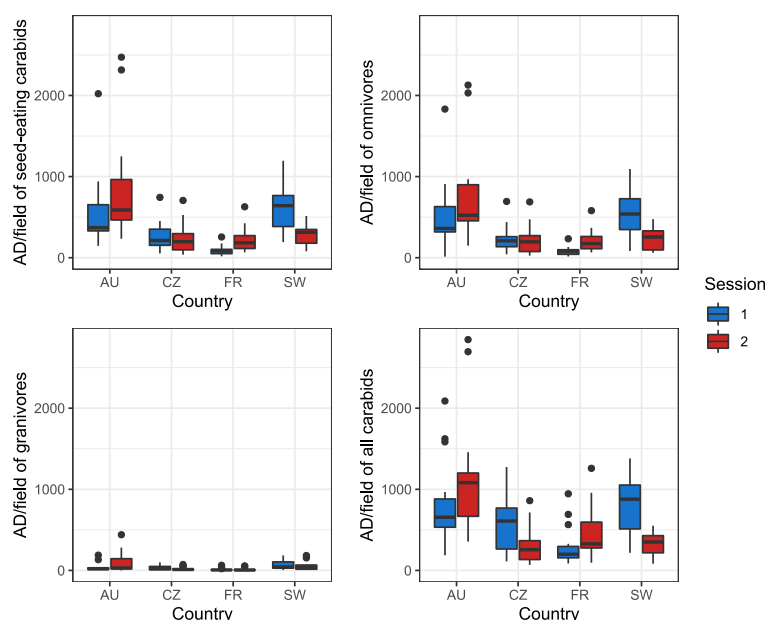 AD/field of seed-eating carabids
2000
1000
0
AU CZ FR SW
Country
AD/field of omnivores
2000
1000
0
AU CZ FR SW
Country
Session
1
2
AD/field of granivores
2000
1000
0
AU CZ FR SW
Country
AD/field of all carabids
2000
1000
0
AU CZ FR SW
Country